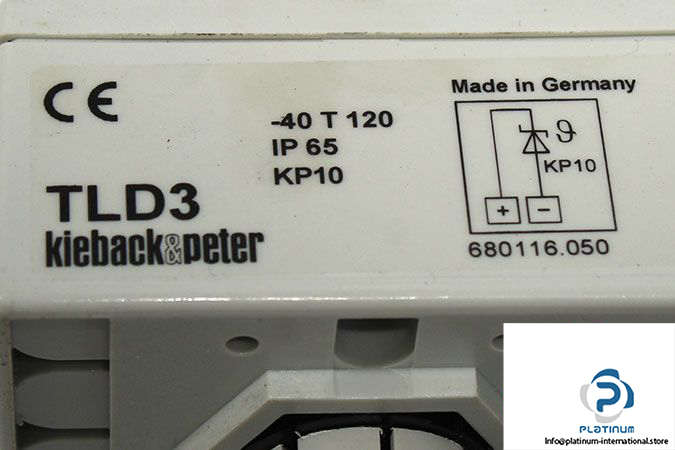 CE
-40 T 120
IP 65
KP10
TLD3
kieback&peter
Made in Germany
ϑ
KP10
+ -
680116.050
PLATINUM
Info@platinum-international.store